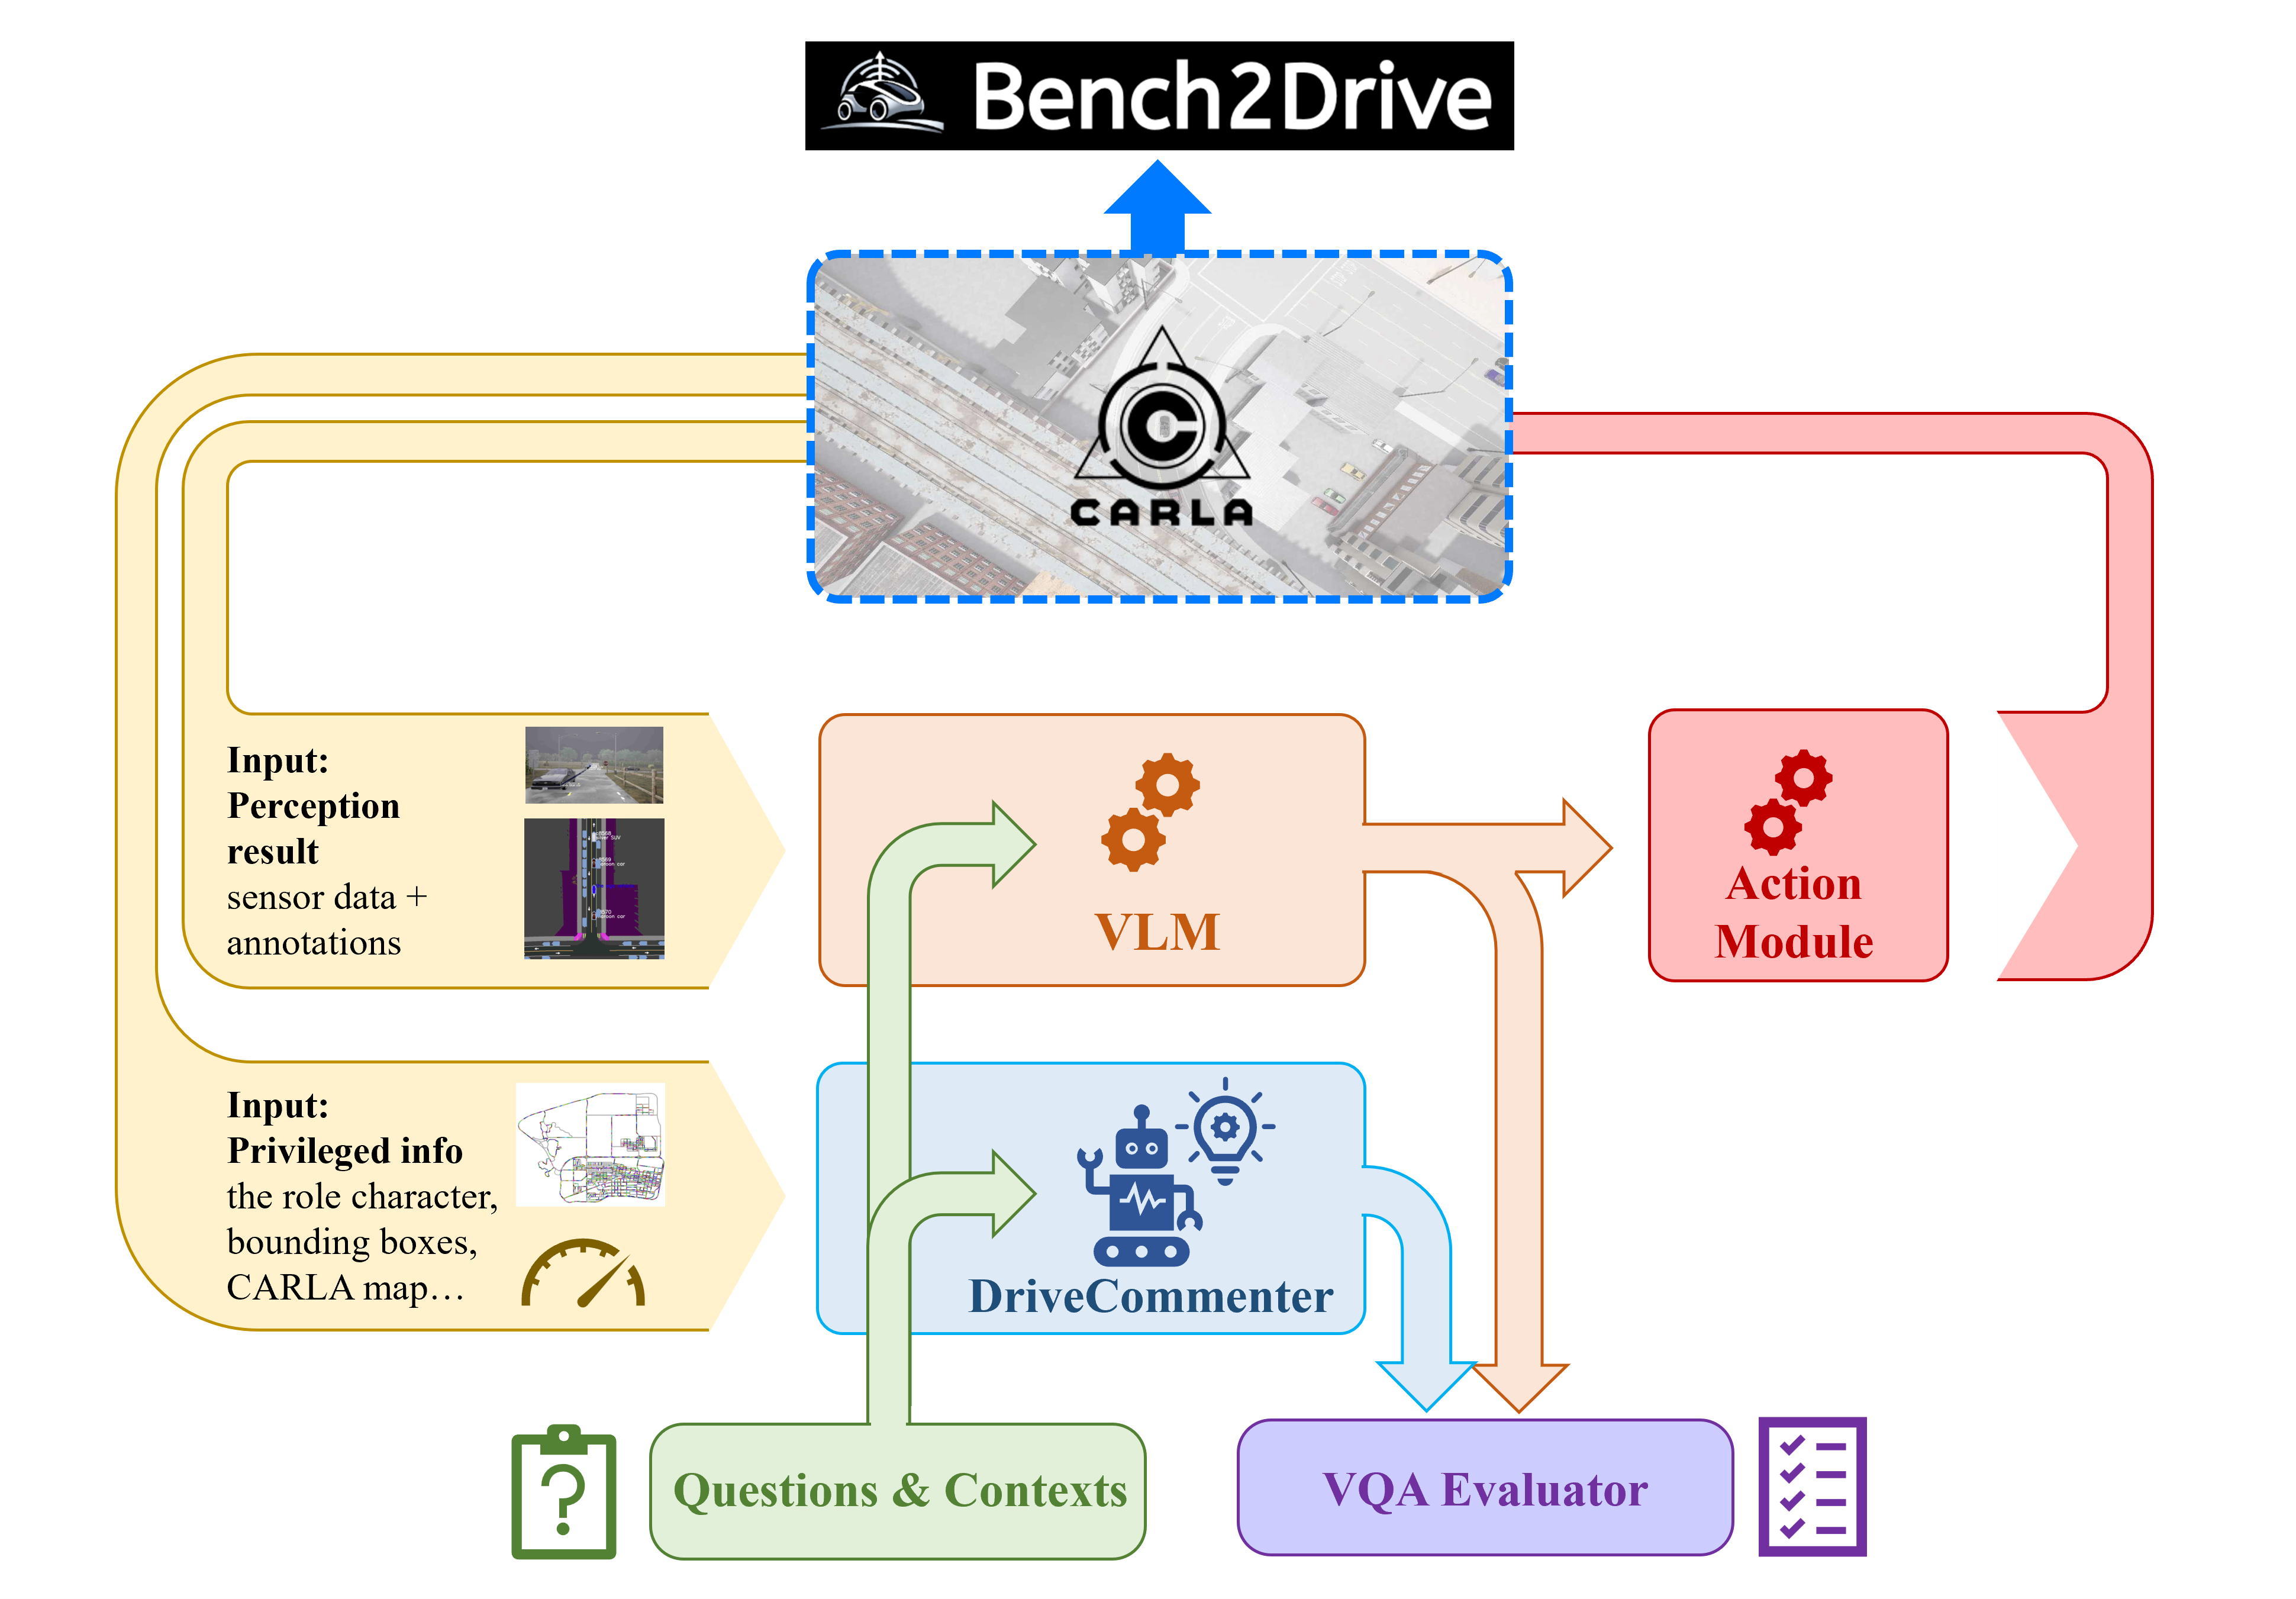 Bench2Drive
CARLA
Input:
Perception
result
sensor data +
annotations
VLM
Action
Module
Input:
Privileged info
the role character,
bounding boxes,
CARLA map…
DriveCommenter
Questions & Contexts
VQA Evaluator